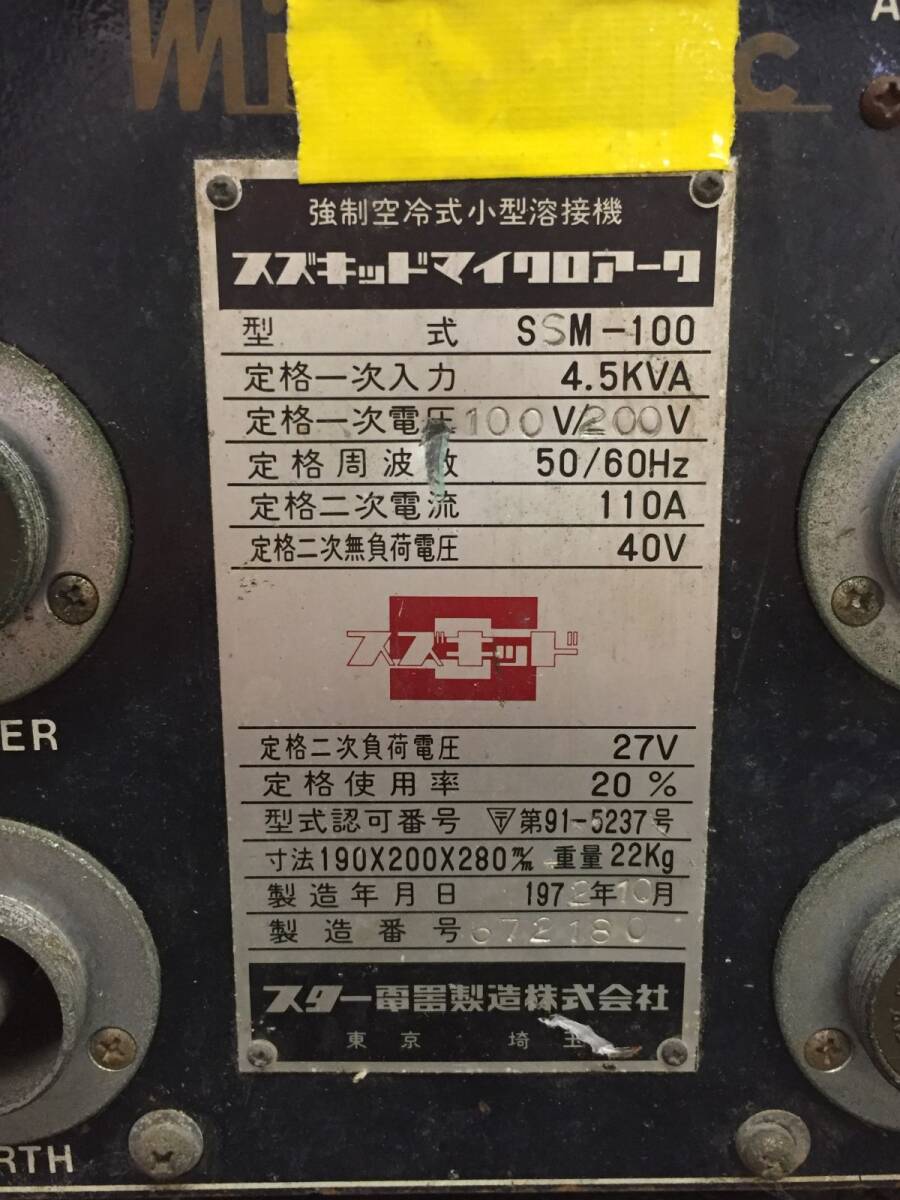 A
Mi c
強制空冷式小型溶接機
スズキッドマイクロアーク
型式 SSM-100
定格一次入力 4.5KVA
定格一次電圧 100V/200V
定格周波数 50/60Hz
定格二次電流 110A
定格二次無負荷電圧 40V
スズキッド
ER
定格二次負荷電圧 27V
定格使用率 20%
型式認可番号 〒第91-5237号
寸法190X200X280m/m 重量22Kg
製造年月日 1972年10月
製造番号 672180
スター電器製造株式会社
東京 埼玉
RTH